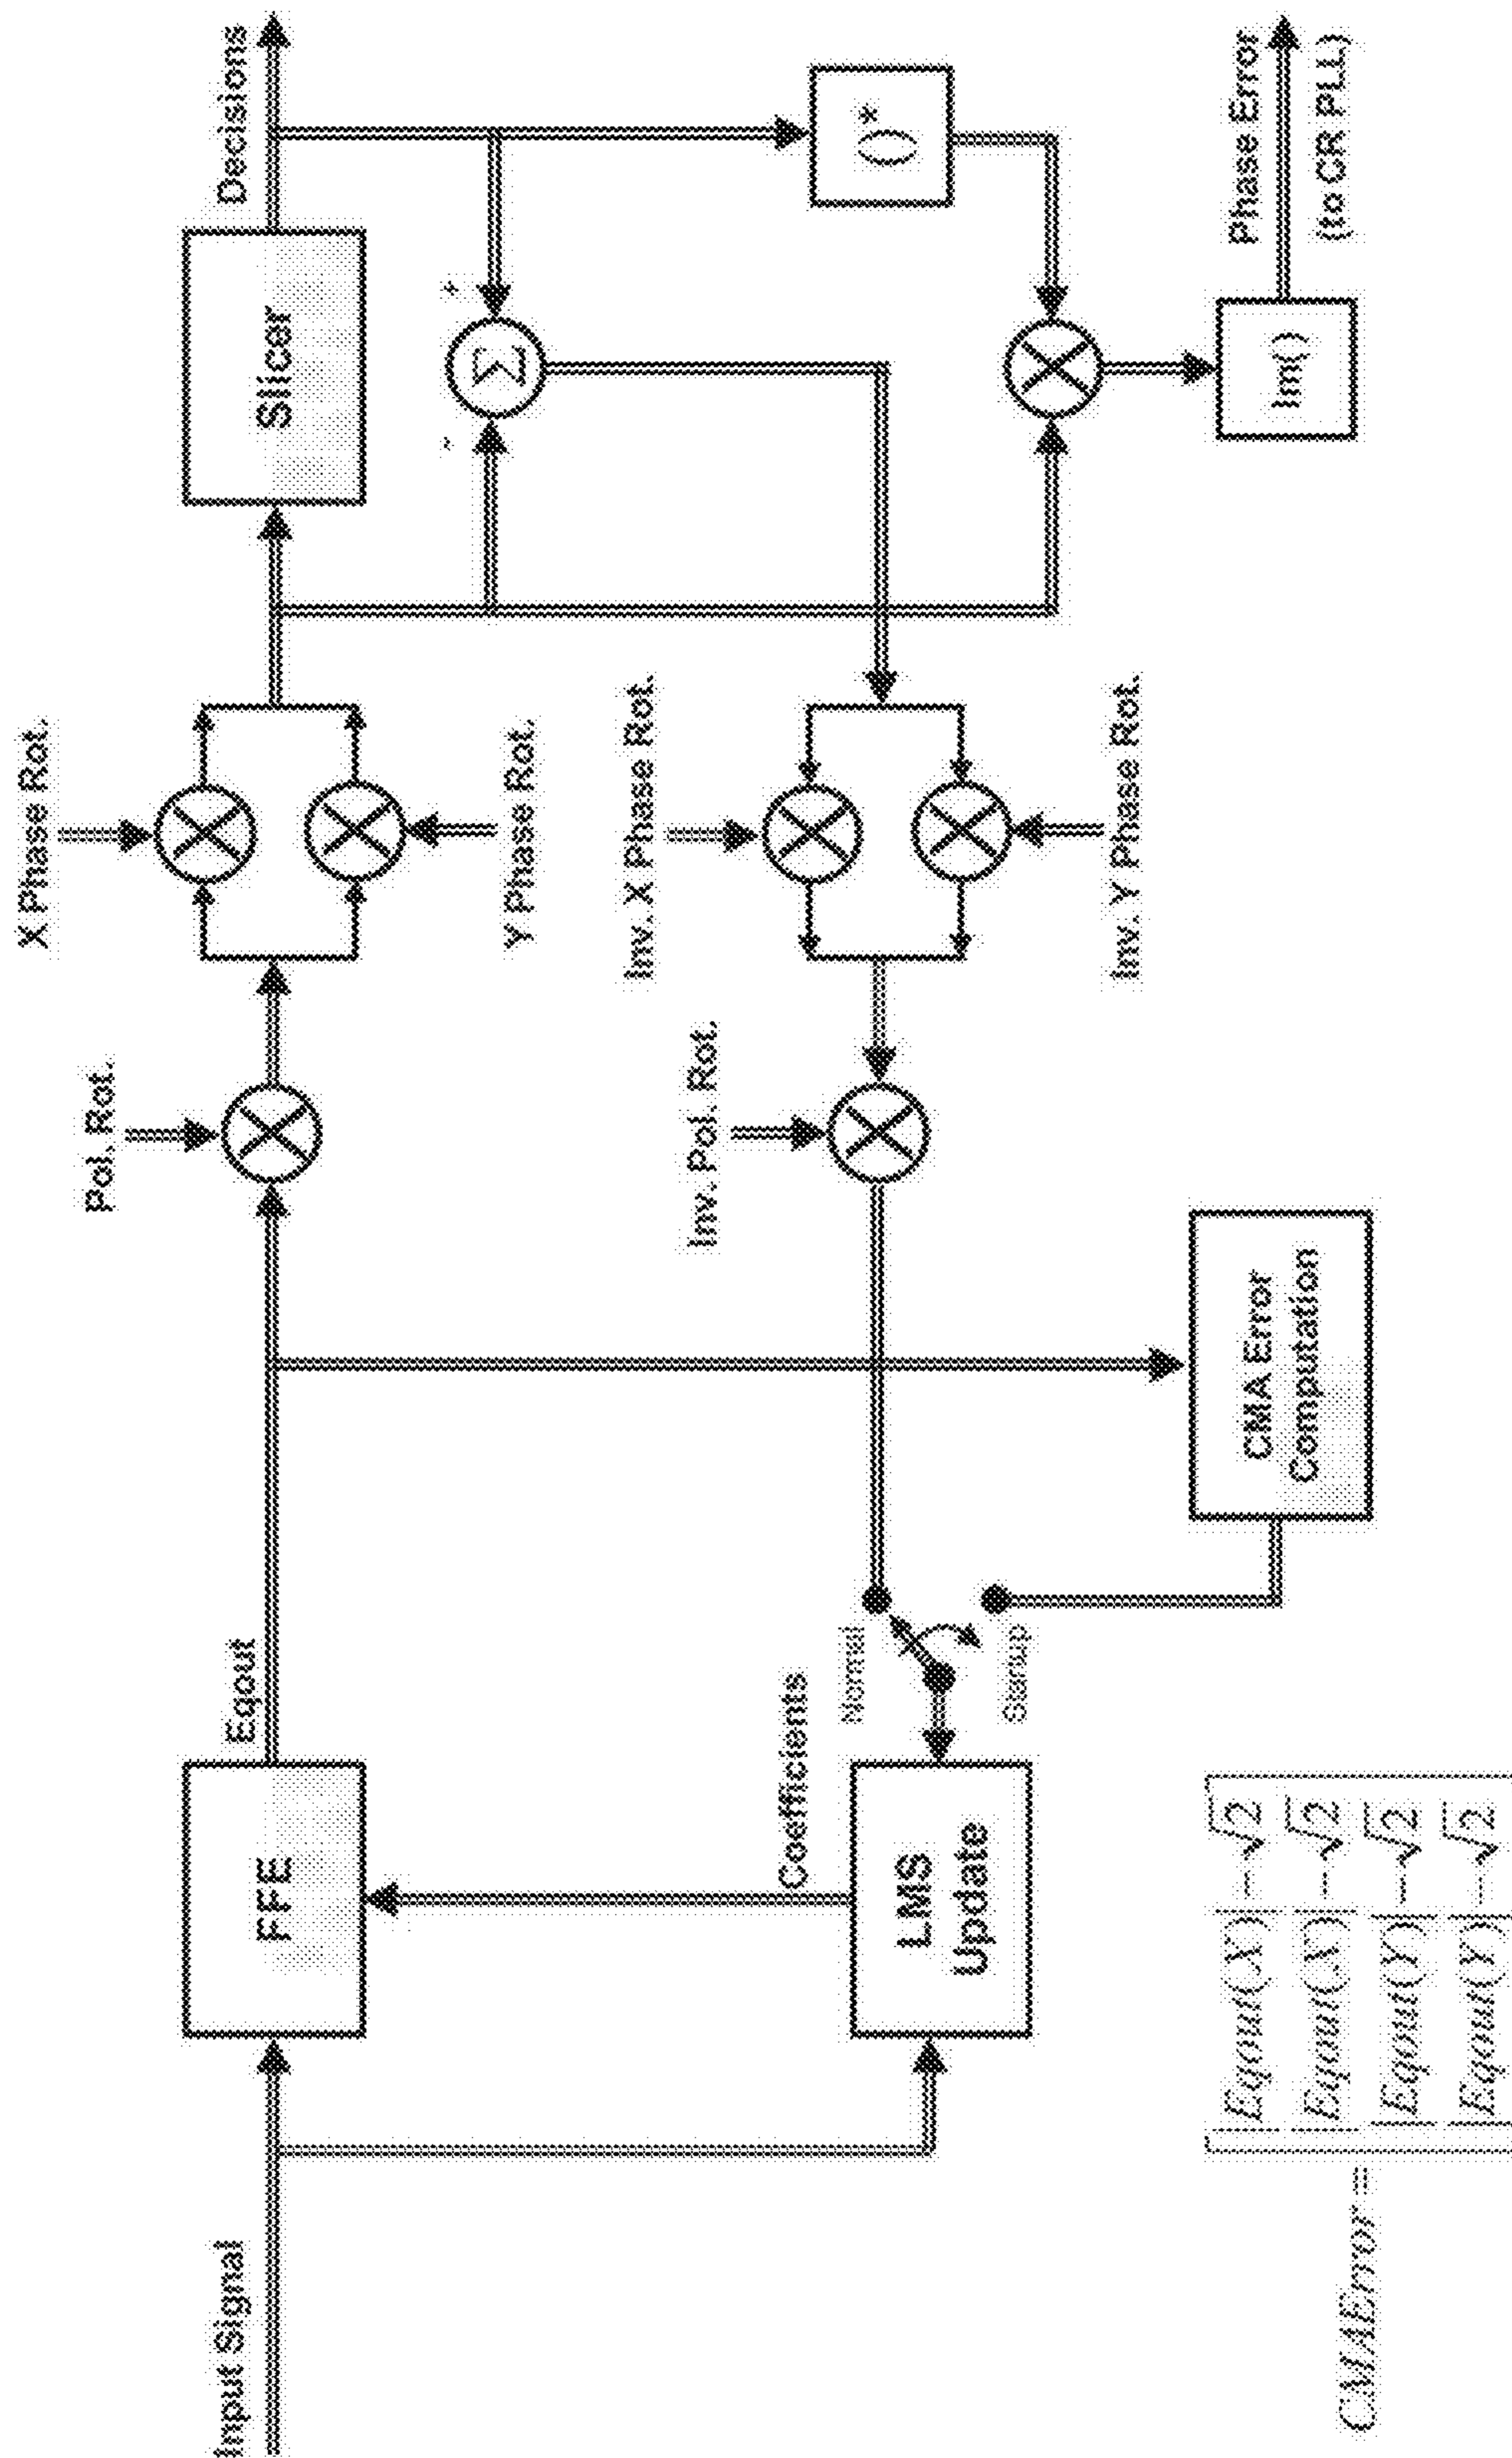 Input Signal
FFE
Eqout
Pol. Rot.
X Phase Rot.
Y Phase Rot.
Slicer
Decisions
+
-
Σ
Coefficients
Normal
Startup
LMS
Update
Inv. Pol. Rot.
Inv. X Phase Rot.
Inv. Y Phase Rot.
()*
CMA Error
Computation
Im()
Phase Error
(to CR PLL)
CMAError =
|Eqout(X)| - √2
|Eqout(X)| - √2
|Eqout(Y)| - √2
|Eqout(Y)| - √2